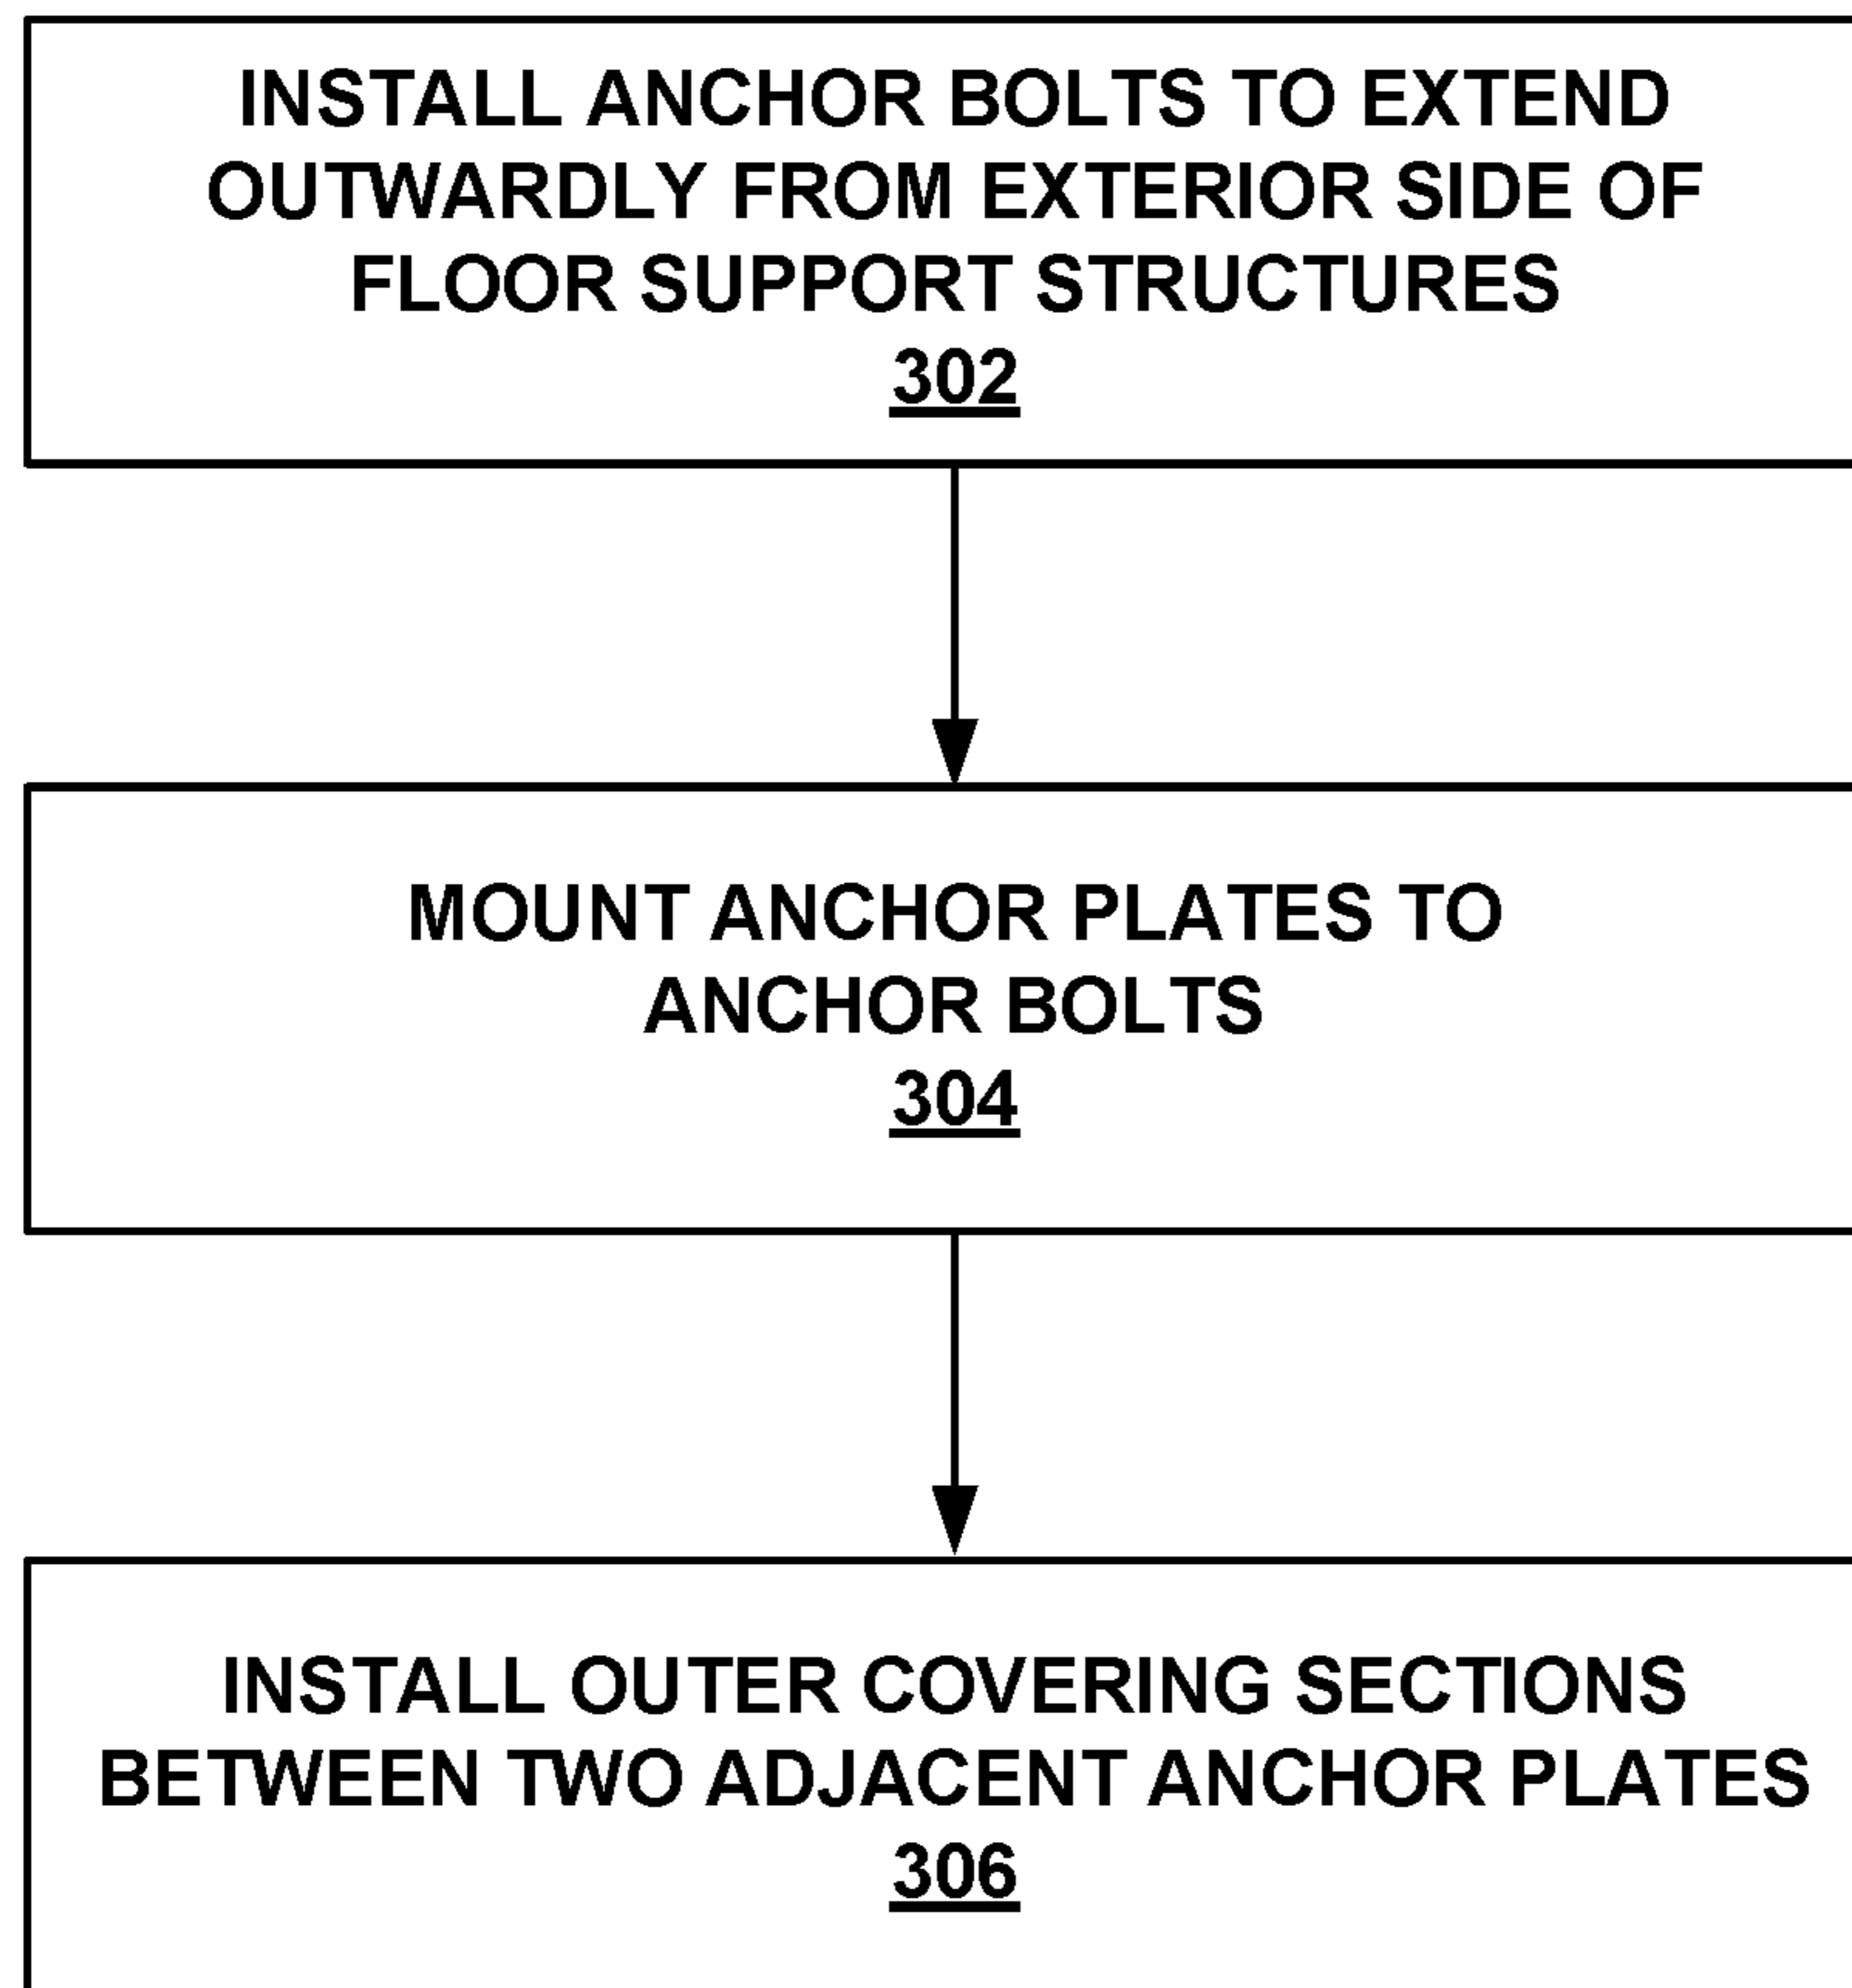 INSTALL ANCHOR BOLTS TO EXTEND
OUTWARDLY FROM EXTERIOR SIDE OF
FLOOR SUPPORT STRUCTURES
302
MOUNT ANCHOR PLATES TO
ANCHOR BOLTS
304
INSTALL OUTER COVERING SECTIONS
BETWEEN TWO ADJACENT ANCHOR PLATES
306